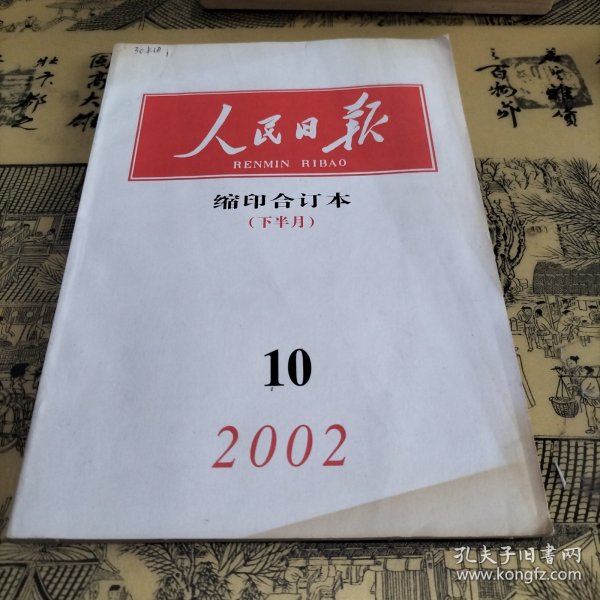 人民日报
RENMIN RIBAO
缩印合订本
(下半月)
10
2002
孔夫子旧书网
www.kongfz.com